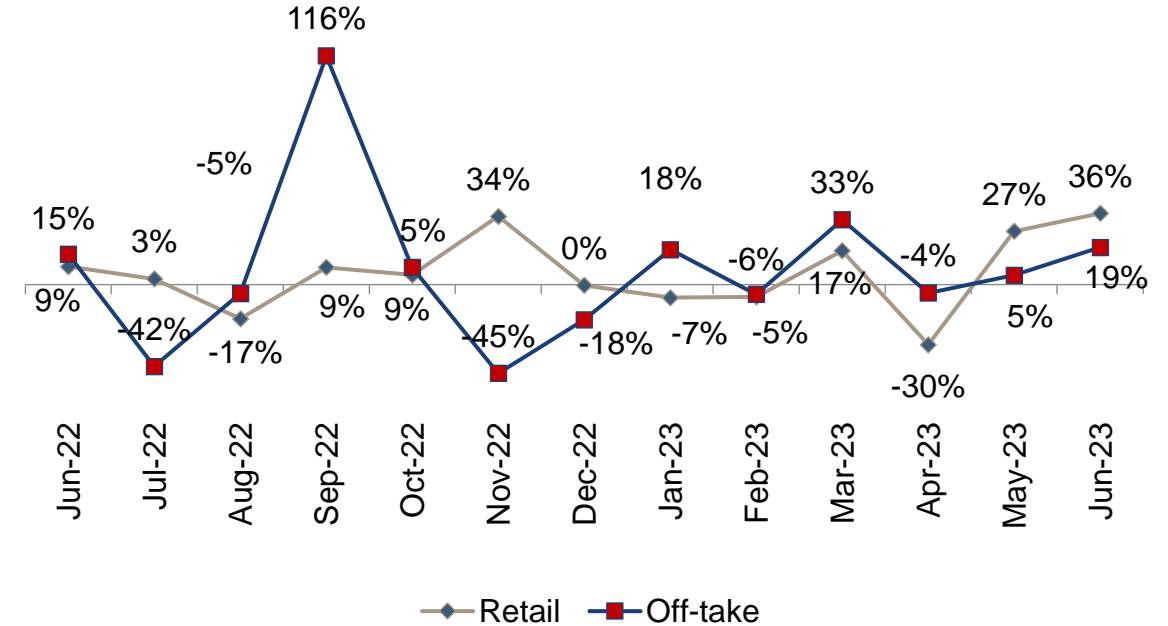 116%
-5%
34%
18%
33%
36%
27%
15%
3%
5%
0%
-6%
-4%
9%
-42%
-17%
9%
9%
-45%
-18%
-7%
-5%
17%
-30%
5%
19%
Jun-22
Jul-22
Aug-22
Sep-22
Oct-22
Nov-22
Dec-22
Jan-23
Feb-23
Mar-23
Apr-23
May-23
Jun-23
Retail
Off-take